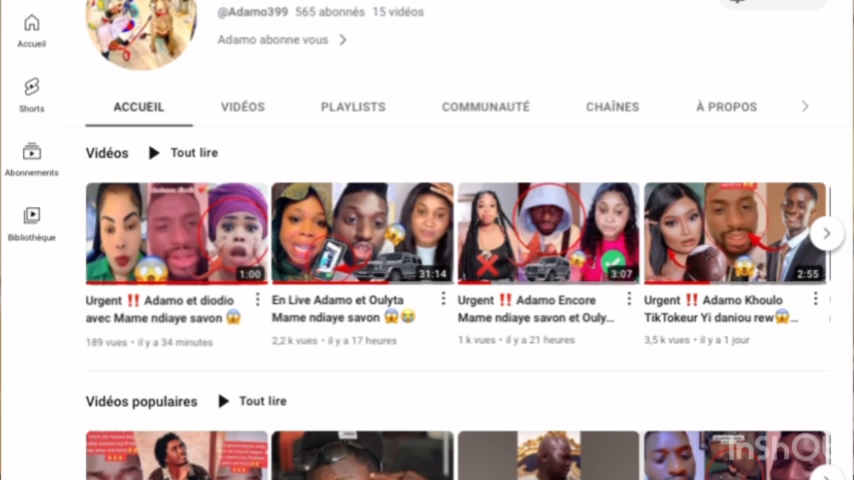 @Adamo399 565 abonnés 15 vidéos
Adamo abonne vous
Accueil
Shorts
Abonnements
Bibliothèque
ACCUEIL VIDÉOS PLAYLISTS COMMUNAUTÉ CHAÎNES À PROPOS
Vidéos Tout lire
1:00
31:14
3:07
2:55
Urgent ‼️ Adamo et diodio
avec Mame ndiaye savon 😱
189 vues • il y a 34 minutes
En Live Adamo et Oulyta
Mame ndiaye savon 😱😂
2,2 k vues • il y a 17 heures
Urgent ‼️ Adamo Encore
Mame ndiaye savon et Ouly...
1 k vues • il y a 21 heures
Urgent ‼️ Adamo Khoulo
TikTokeur Yi daniou rew😱...
3,5 k vues • il y a 1 jour
Vidéos populaires Tout lire
InShOt